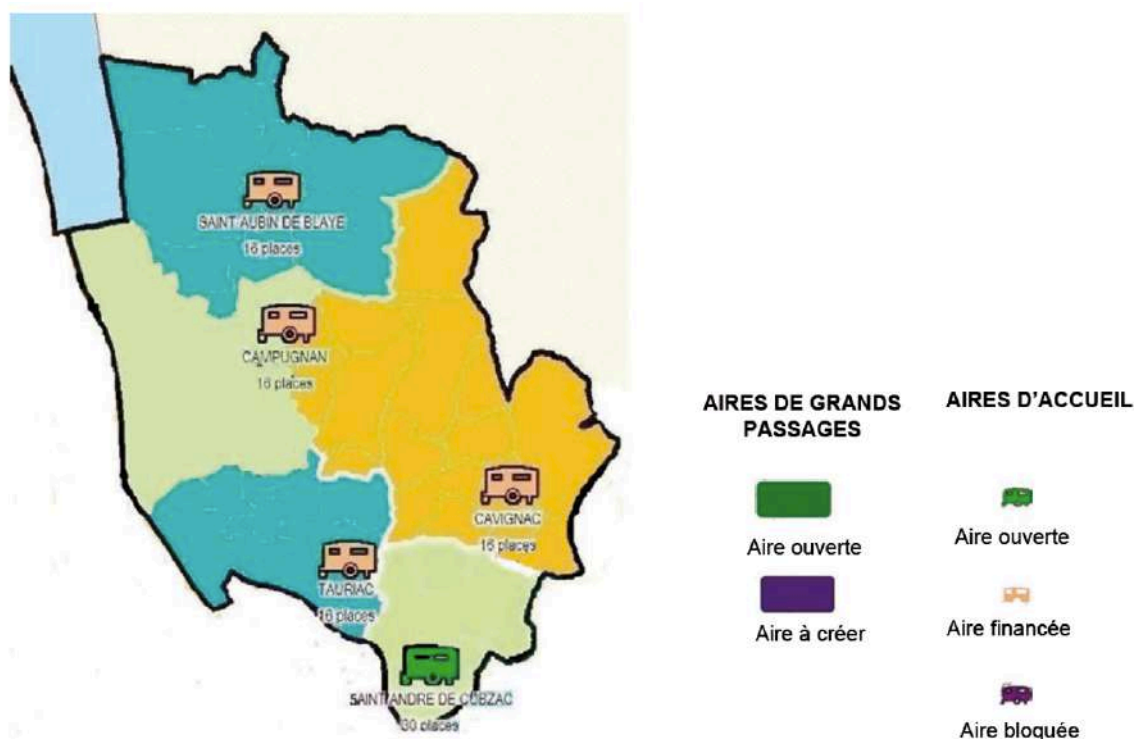 SAINT AUBIN DE BLAYE
16 places
CAMPUGNAN
16 places
CAVIGNAC
16 places
TAURIAC
16 places
SAINT ANDRE DE CUBZAC
30 places
AIRES DE GRANDS
PASSAGES
Aire ouverte
Aire à créer
AIRES D'ACCUEIL
Aire ouverte
Aire financée
Aire bloquée